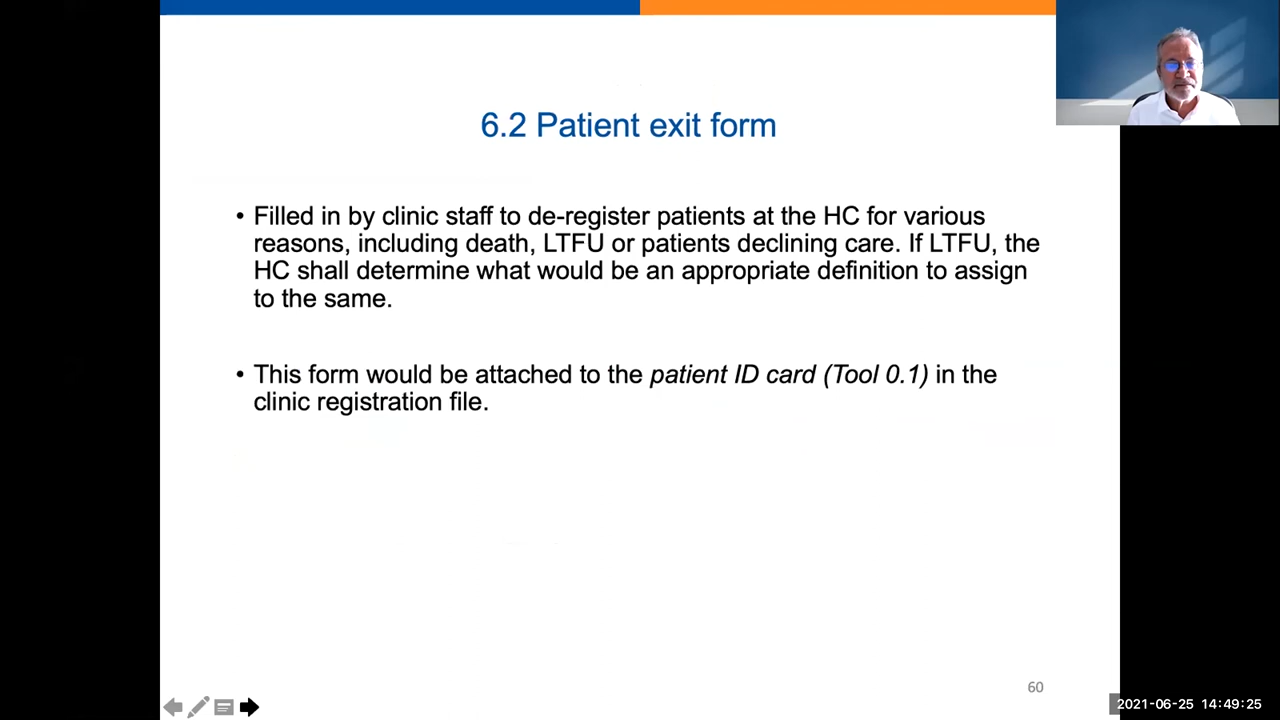 6.2 Patient exit form
• Filled in by clinic staff to de-register patients at the HC for various
reasons, including death, LTFU or patients declining care. If LTFU, the
HC shall determine what would be an appropriate definition to assign
to the same.
• This form would be attached to the patient ID card (Tool 0.1) in the
clinic registration file.
60
2021-06-25 14:49:25